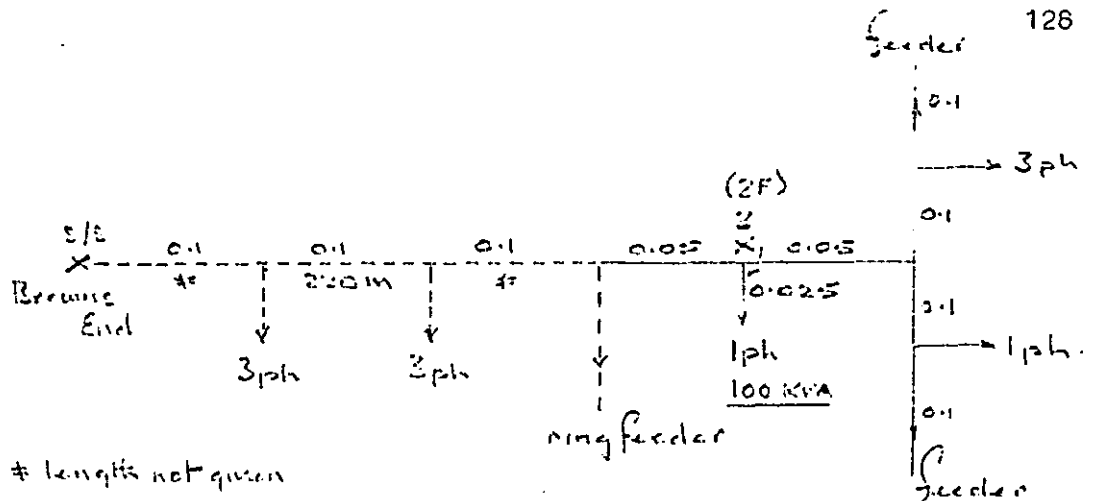 128
feeder
0.1
3ph
(2F)
2
0.1
S/S
0.1
0.1
0.1
0.05
0.05
*
220m
*
0.025
Browns
End
0.1
3ph
3ph
1ph
1ph.
100 KVA
ring feeder
0.1
* length not given
feeder